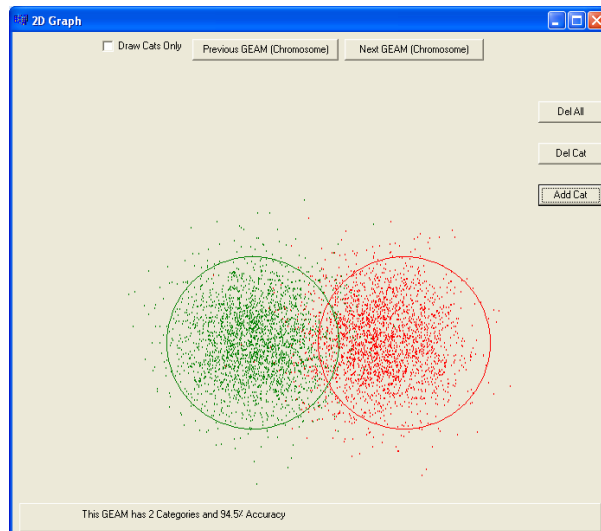 2D Graph
Draw Cats Only
Previous GEAM (Chromosome)
Next GEAM (Chromosome)
Del All
Del Cat
Add Cat
This GEAM has 2 Categories and 94.5% Accuracy